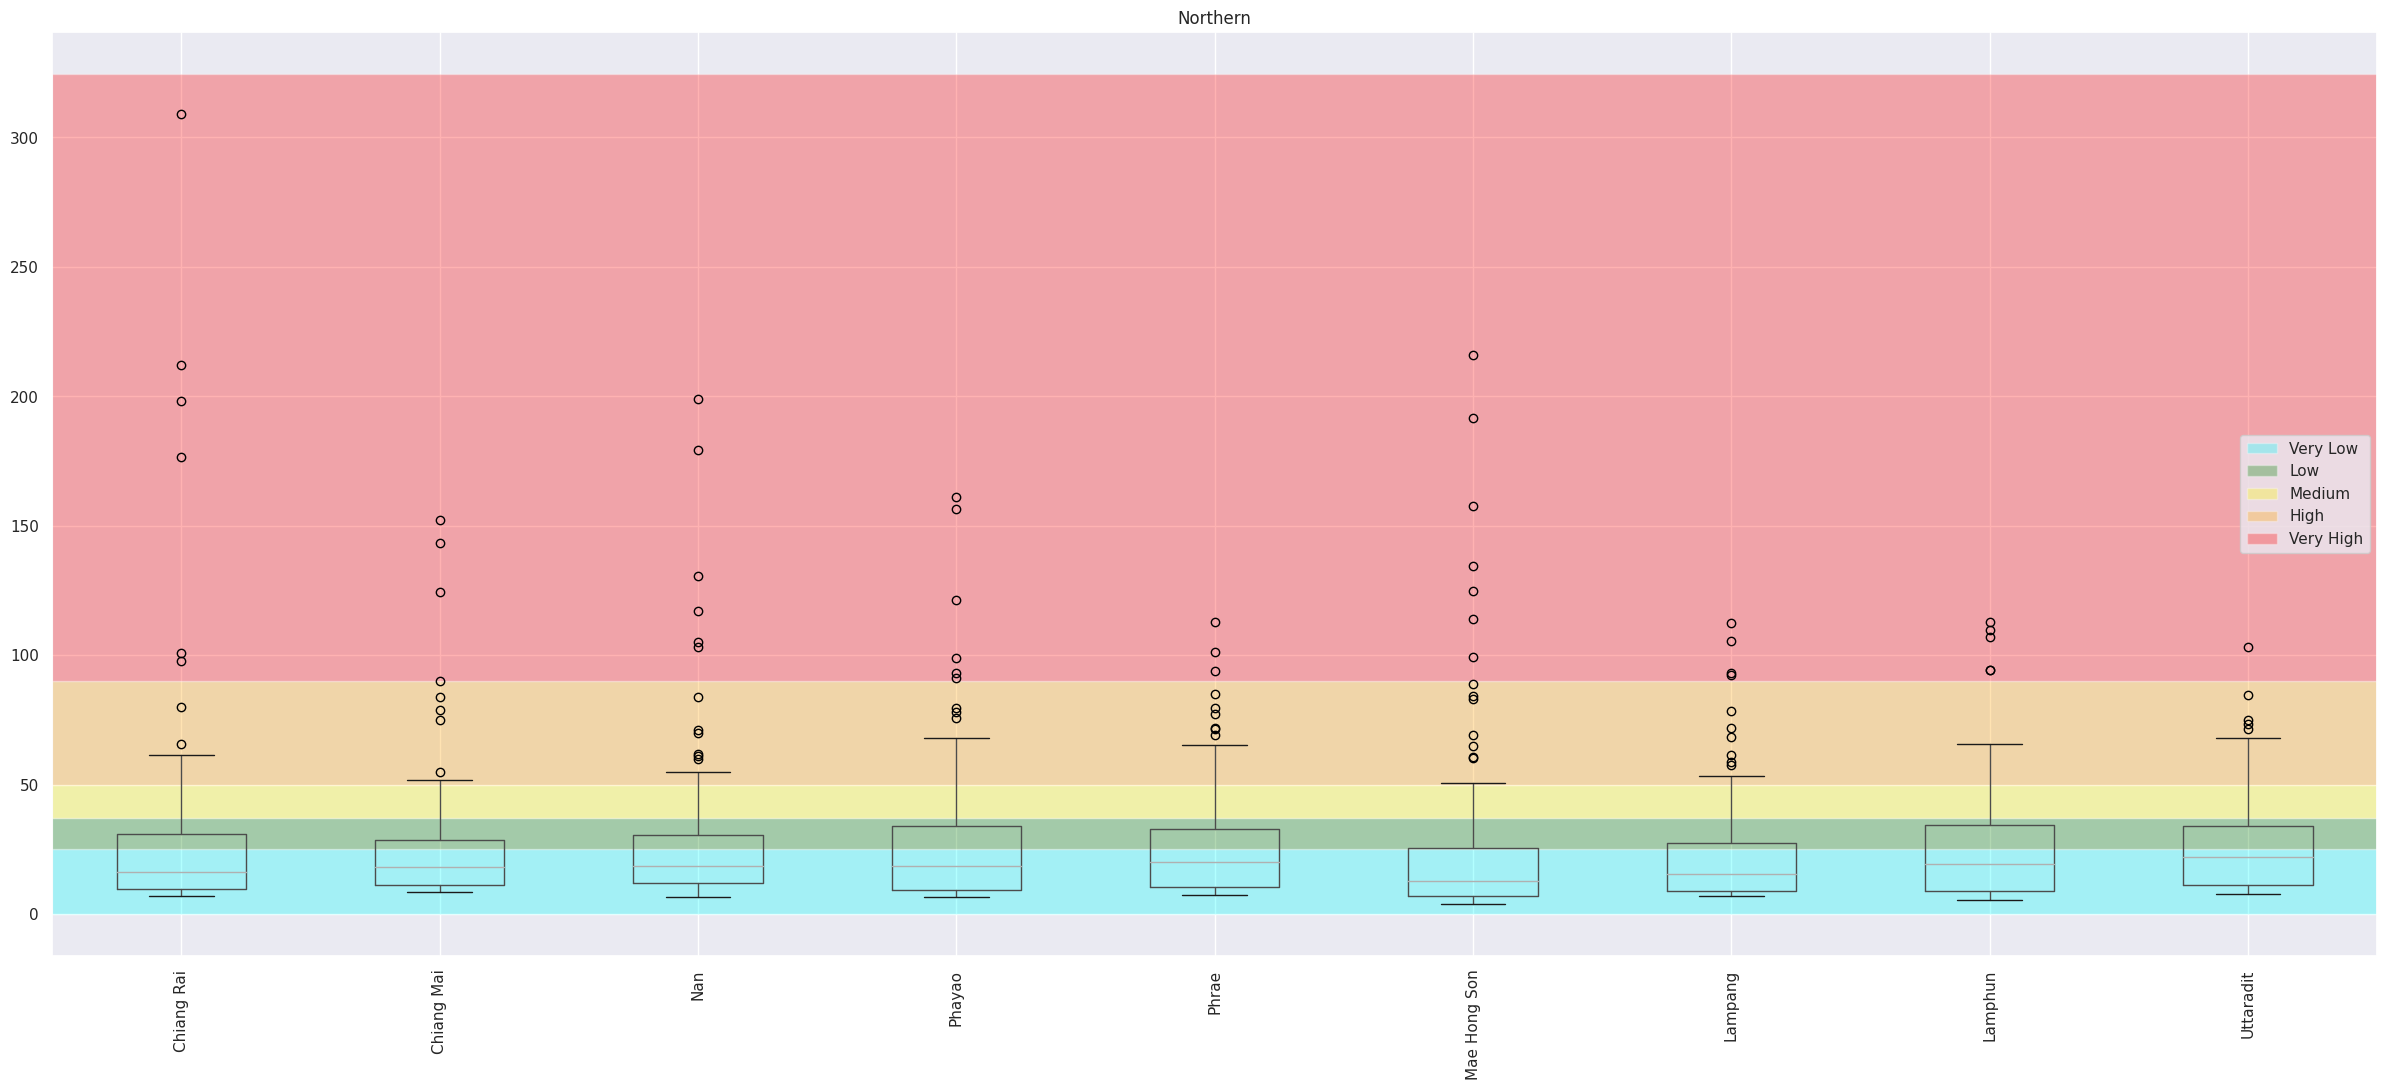 Northern
300
250
200
150
100
50
0
Very Low
Low
Medium
High
Very High
Chiang Rai
Chiang Mai
Nan
Phayao
Phrae
Mae Hong Son
Lampang
Lamphun
Uttaradit